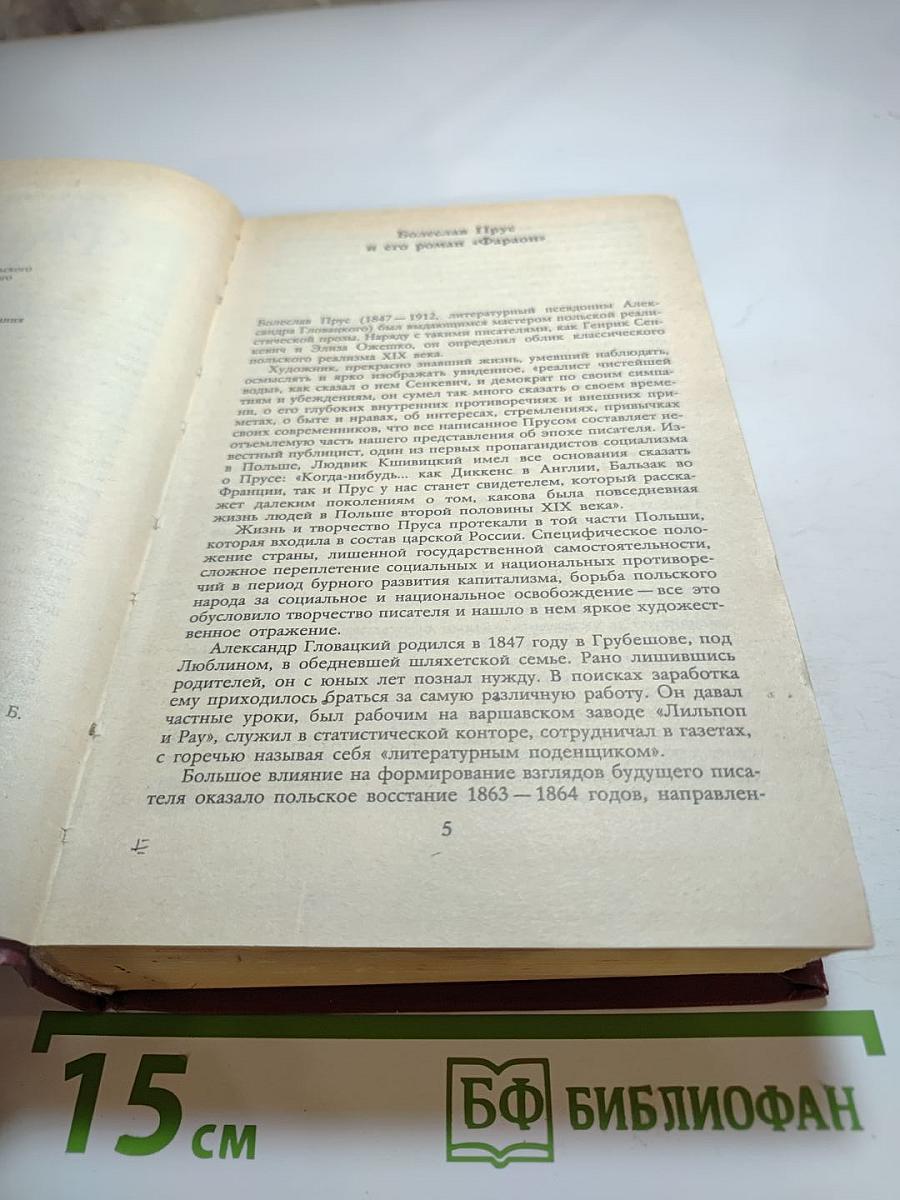 ьского
ого
ания
Б.
Болеслав Прус
и его роман «Фараон»
Болеслав Прус (1847 — 1912, литературный псевдоним Алек-
сандра Гловацкого) был выдающимся мастером польской реали-
стической прозы. Наряду с такими писателями, как Генрик Сен-
кевич и Элиза Ожешко, он определил облик классического
польского реализма XIX века.
Художник, прекрасно знавший жизнь, умевший наблюдать,
осмыслять и ярко изображать увиденное, «реалист чистейшей
воды», как сказал о нем Сенкевич, и демократ по своим симпа-
тиям и убеждениям, он сумел так много сказать о своем време-
ни, о его глубоких внутренних противоречиях и внешних при-
метах, о быте и нравах, об интересах, стремлениях, привычках
своих современников, что все написанное Прусом составляет не-
отъемлемую часть нашего представления об эпохе писателя. Из-
вестный публицист, один из первых пропагандистов социализма
в Польше, Людвик Кшивицкий имел все основания сказать
о Прусе: «Когда-нибудь... как Диккенс в Англии, Бальзак во
Франции, так и Прус у нас станет свидетелем, который расска-
жет далеким поколениям о том, какова была повседневная
жизнь людей в Польше второй половины XIX века».
Жизнь и творчество Пруса протекали в той части Польши,
которая входила в состав царской России. Специфическое поло-
жение страны, лишенной государственной самостоятельности,
сложное переплетение социальных и национальных противоре-
чий в период бурного развития капитализма, борьба польского
народа за социальное и национальное освобождение — все это
обусловило творчество писателя и нашло в нем яркое художест-
венное отражение.
Александр Гловацкий родился в 1847 году в Грубешове, под
Люблином, в обедневшей шляхетской семье. Рано лишившись
родителей, он с юных лет познал нужду. В поисках заработка
ему приходилось браться за самую различную работу. Он давал
частные уроки, был рабочим на варшавском заводе «Лильпоп
и Рау», служил в статистической конторе, сотрудничал в газетах,
с горечью называя себя «литературным поденщиком».
Большое влияние на формирование взглядов будущего писа-
теля оказало польское восстание 1863 — 1864 годов, направлен-
5
15 см
БФ БИБЛИОФАН